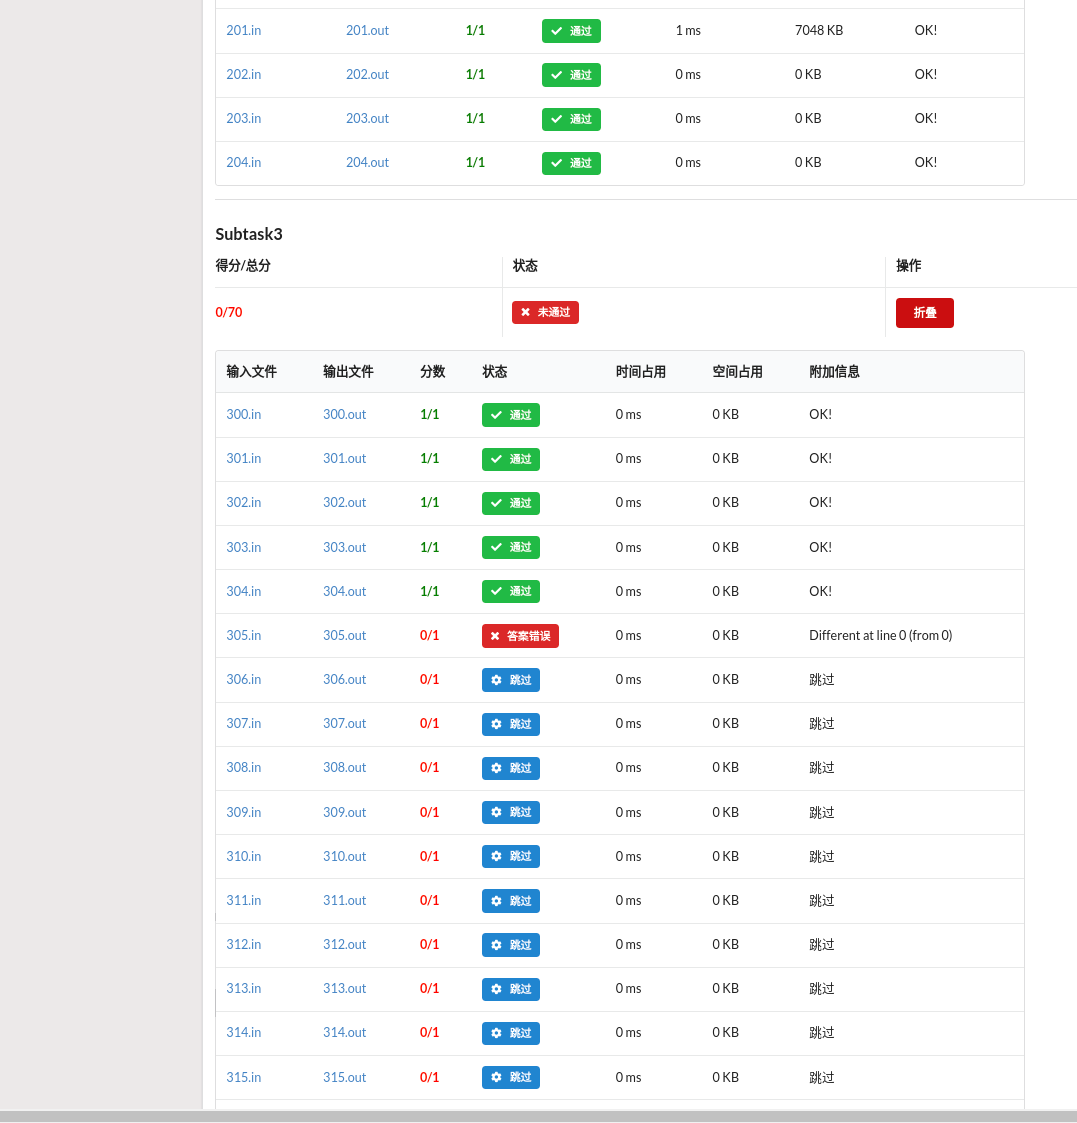 201.in 201.out 1/1 通过 1 ms 7048 KB OK!
202.in 202.out 1/1 通过 0 ms 0 KB OK!
203.in 203.out 1/1 通过 0 ms 0 KB OK!
204.in 204.out 1/1 通过 0 ms 0 KB OK!
Subtask3
得分/总分 状态 操作
0/70 未通过 折叠
输入文件 输出文件 分数 状态 时间占用 空间占用 附加信息
300.in 300.out 1/1 通过 0 ms 0 KB OK!
301.in 301.out 1/1 通过 0 ms 0 KB OK!
302.in 302.out 1/1 通过 0 ms 0 KB OK!
303.in 303.out 1/1 通过 0 ms 0 KB OK!
304.in 304.out 1/1 通过 0 ms 0 KB OK!
305.in 305.out 0/1 答案错误 0 ms 0 KB Different at line 0 (from 0)
306.in 306.out 0/1 跳过 0 ms 0 KB 跳过
307.in 307.out 0/1 跳过 0 ms 0 KB 跳过
308.in 308.out 0/1 跳过 0 ms 0 KB 跳过
309.in 309.out 0/1 跳过 0 ms 0 KB 跳过
310.in 310.out 0/1 跳过 0 ms 0 KB 跳过
311.in 311.out 0/1 跳过 0 ms 0 KB 跳过
312.in 312.out 0/1 跳过 0 ms 0 KB 跳过
313.in 313.out 0/1 跳过 0 ms 0 KB 跳过
314.in 314.out 0/1 跳过 0 ms 0 KB 跳过
315.in 315.out 0/1 跳过 0 ms 0 KB 跳过